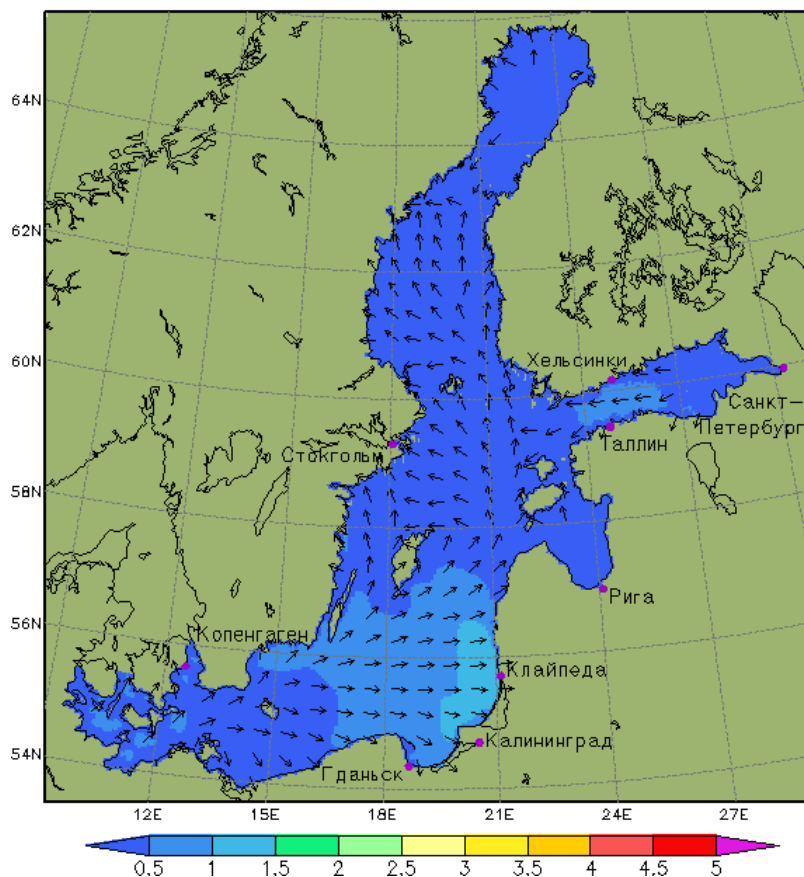 64N
62N
60N
58N
56N
54N
Хельсинки
Санкт-
Петербург
Таллин
Стокгольм
Рига
Копенгаген
Клайпеда
Калининград
Гданьск
12E 15E 18E 21E 24E 27E
0.5 1 1.5 2 2.5 3 3.5 4 4.5 5